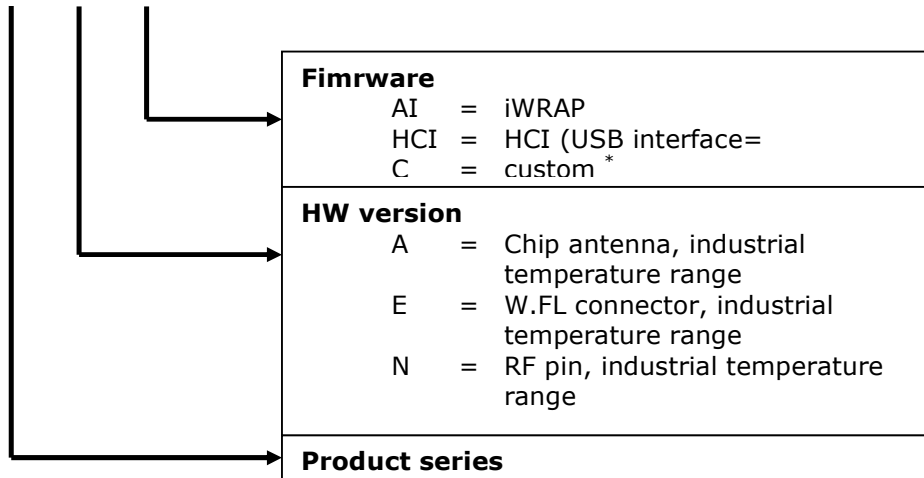 Fimrware
AI = iWRAP
HCI = HCI (USB interface=
C = custom *
HW version
A = Chip antenna, industrial
temperature range
E = W.FL connector, industrial
temperature range
N = RF pin, industrial temperature
range
Product series